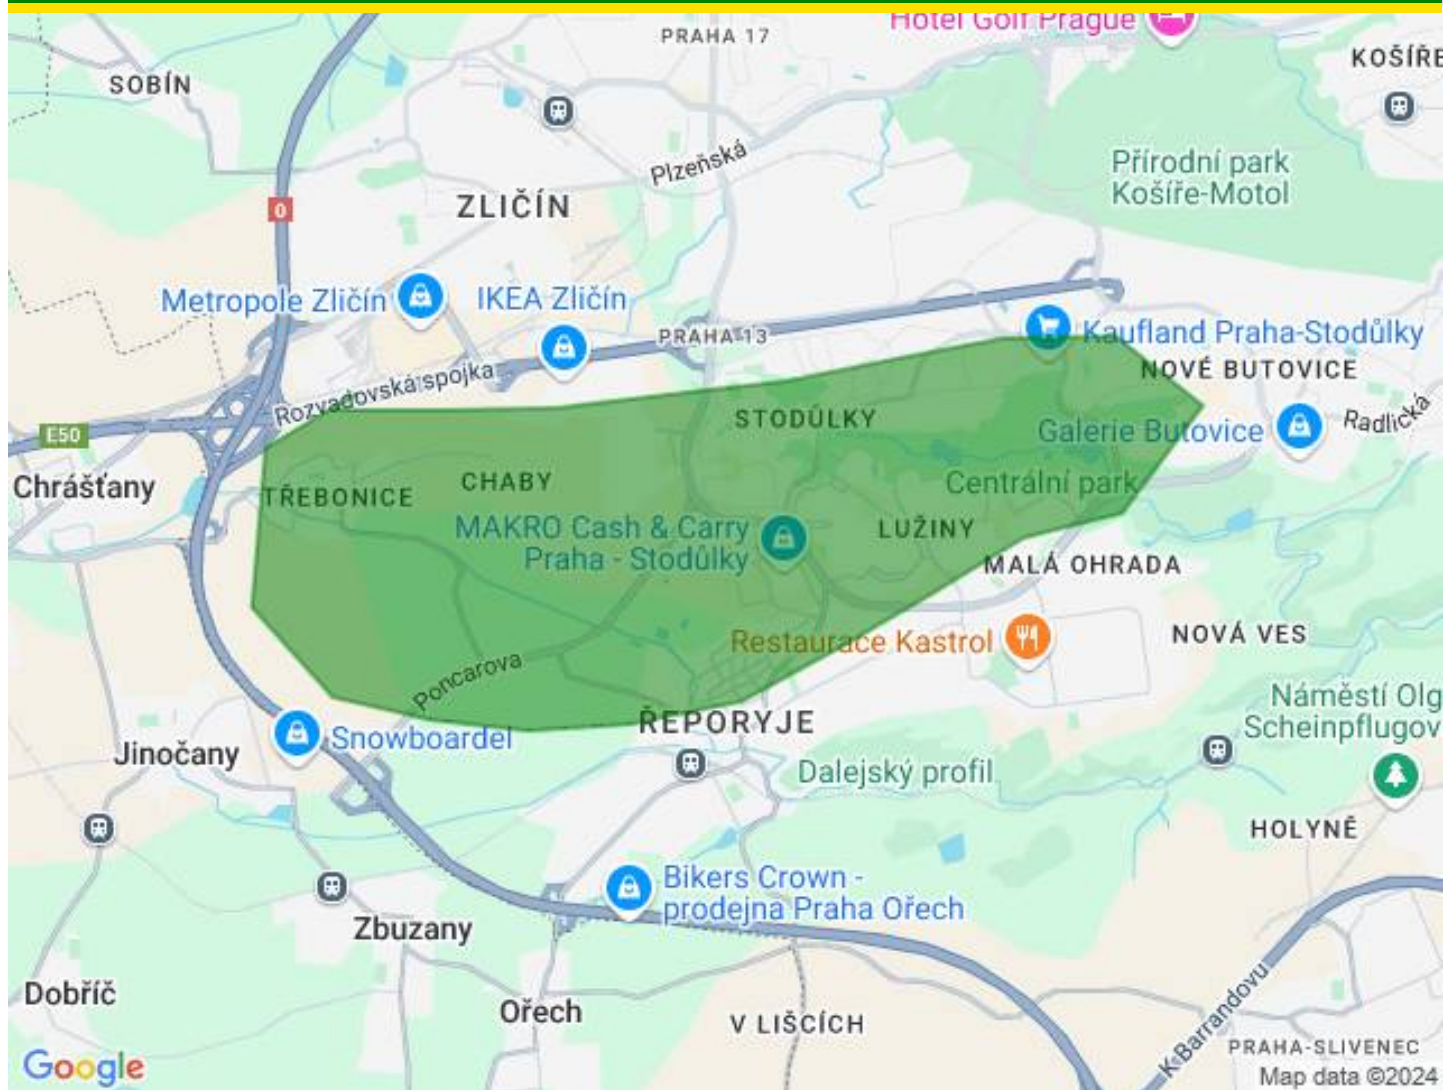 Hotel Golf Prague
PRAHA 17
KOŠÍŘE
SOBÍN
Plzeňská
Přírodní park
Košíře-Motol
ZLIČÍN
0
Metropole Zličín
IKEA Zličín
PRAHA 13
Kaufland Praha-Stodůlky
NOVÉ BUTOVICE
Rozvadovská spojka
Radlická
STODŮLKY
Galerie Butovice
E50
Chrášťany
TŘEBONICE
CHABY
Centrální park
MAKRO Cash & Carry
Praha - Stodůlky
LUŽINY
MALÁ OHRADA
Restaurace Kastrol
NOVÁ VES
Poncarova
Náměstí Olg
Scheinpflugov
ŘEPORYJE
Snowboardel
Jinočany
Dalejský profil
HOLYNĚ
Bikers Crown -
prodejna Praha Ořech
Zbuzany
Dobříč
Ořech
V LIŠCÍCH
K Barrandovu
PRAHA-SLIVENEC
Google
Map data ©2024